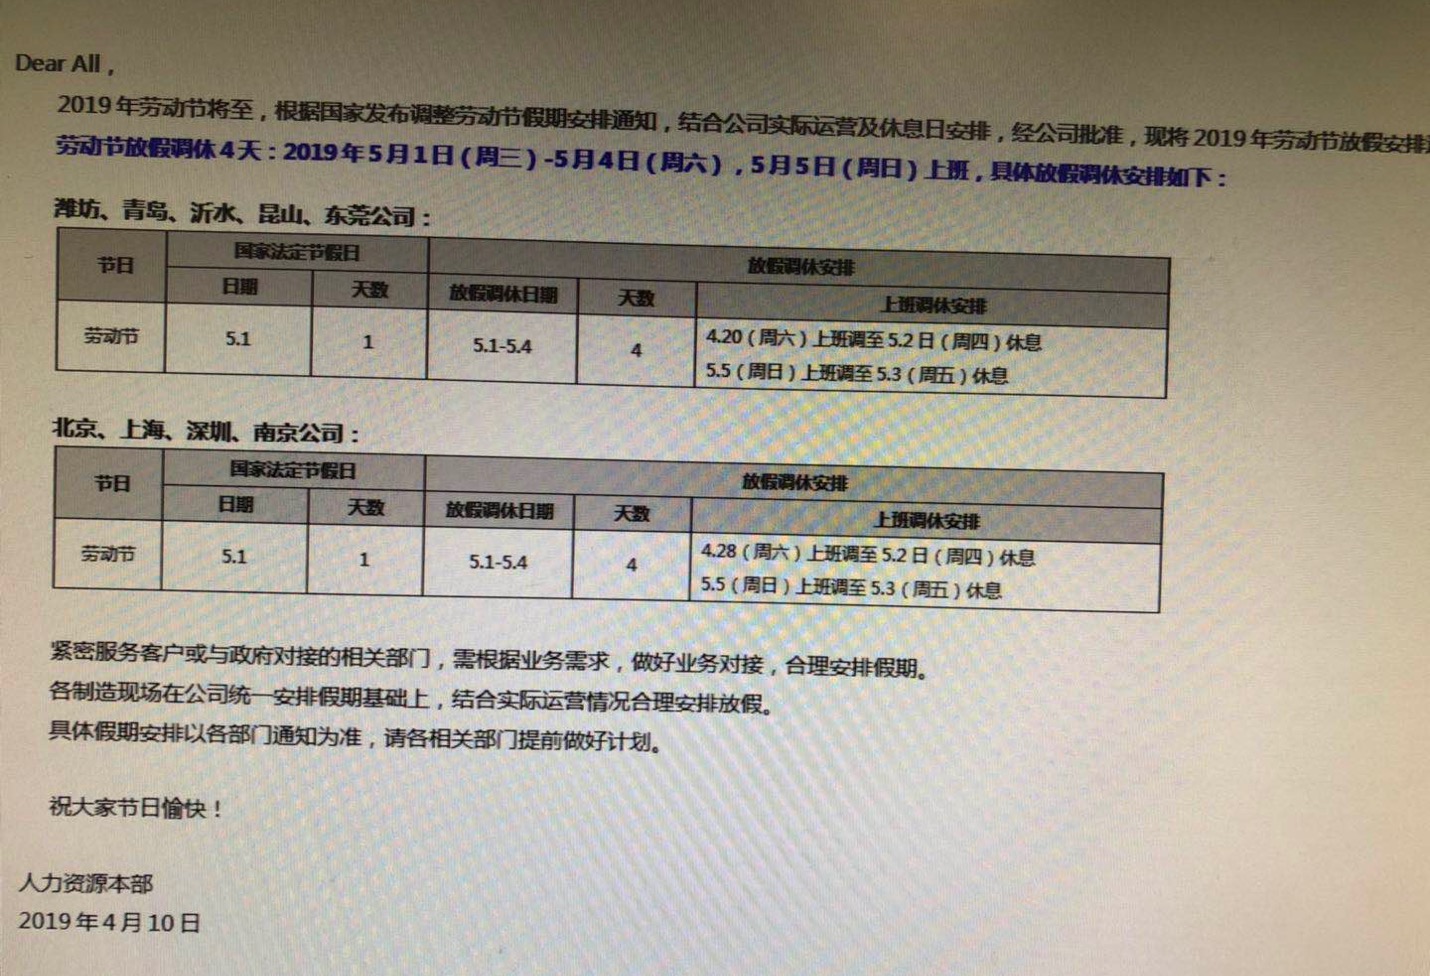 Dear All，
2019年劳动节将至，根据国家发布调整劳动节假期安排通知，结合公司实际运营及休息日安排，经公司批准，现将2019年劳动节放假安排
劳动节放假调休4天：2019年5月1日（周三）-5月4日（周六），5月5日（周日）上班，具体放假调休安排如下：
潍坊、青岛、沂水、昆山、东莞公司：
节日 国家法定节假日 放假调休安排
日期 天数 放假调休日期 天数 上班调休安排
劳动节 5.1 1 5.1-5.4 4 4.20（周六）上班调至5.2日（周四）休息
5.5（周日）上班调至5.3（周五）休息
北京、上海、深圳、南京公司：
节日 国家法定节假日 放假调休安排
日期 天数 放假调休日期 天数 上班调休安排
劳动节 5.1 1 5.1-5.4 4 4.28（周六）上班调至5.2日（周四）休息
5.5（周日）上班调至5.3（周五）休息
紧密服务客户或与政府对接的相关部门，需根据业务需求，做好业务对接，合理安排假期。
各制造现场在公司统一安排假期基础上，结合实际运营情况合理安排放假。
具体假期安排以各部门通知为准，请各相关部门提前做好计划。
祝大家节日愉快！
人力资源本部
2019年4月10日